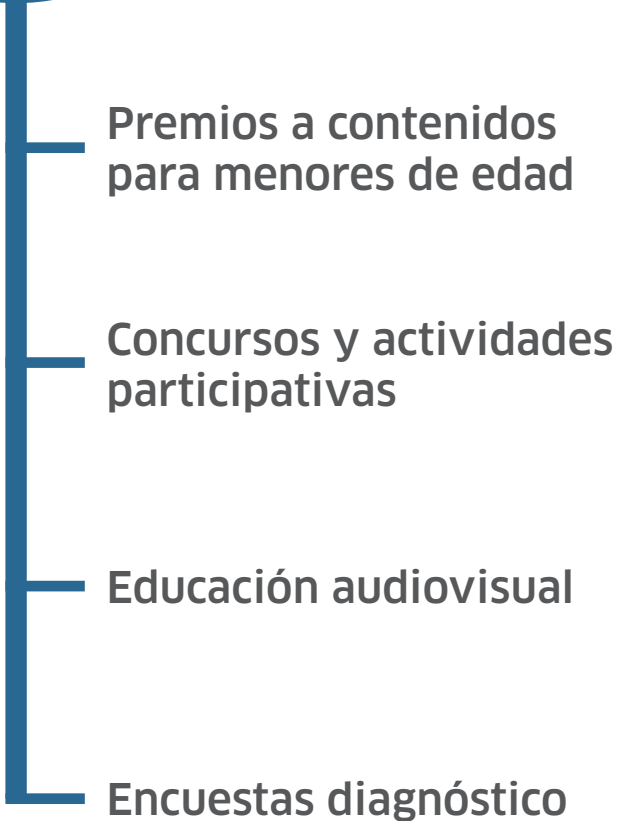 Premios a contenidos
para menores de edad
Concursos y actividades
participativas
Educación audiovisual
Encuestas diagnóstico